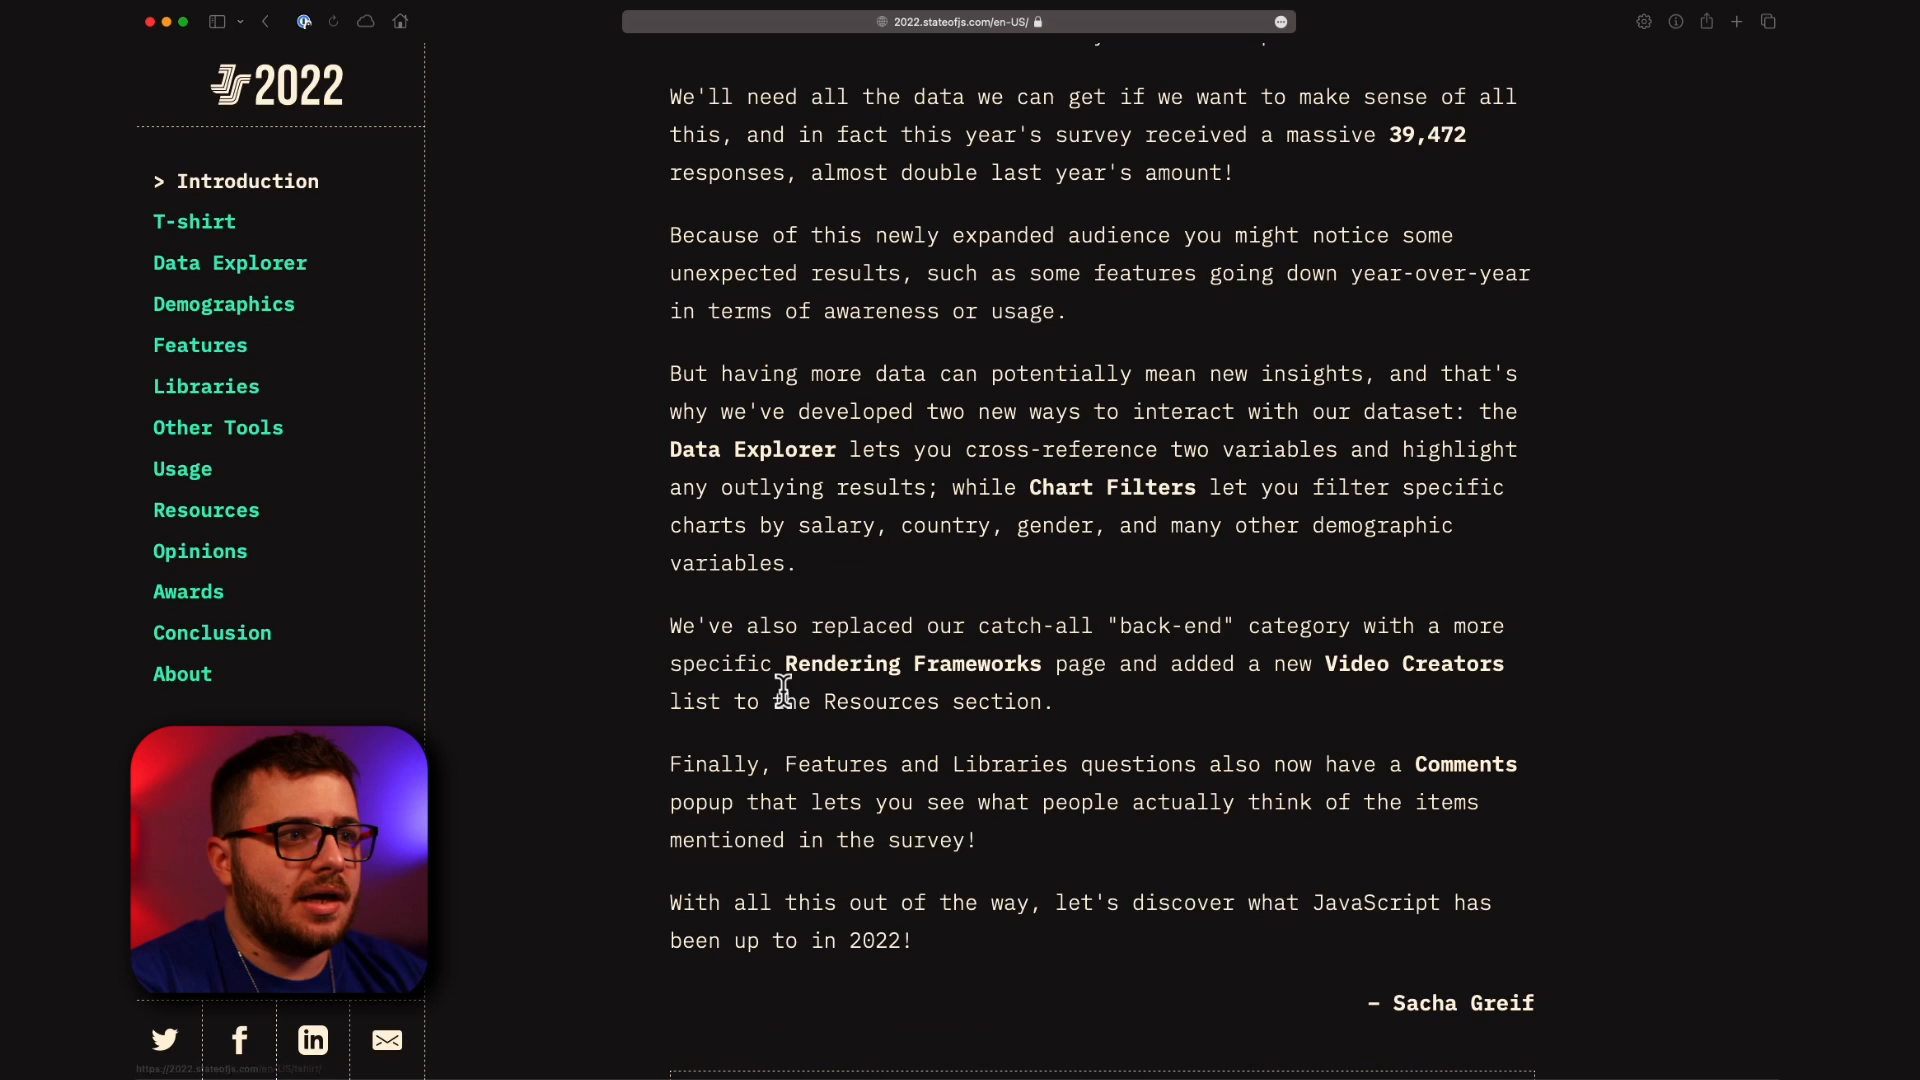 2022.stateofjs.com/en-US/
JS 2022
> Introduction
T-shirt
Data Explorer
Demographics
Features
Libraries
Other Tools
Usage
Resources
Opinions
Awards
Conclusion
About
We'll need all the data we can get if we want to make sense of all
this, and in fact this year's survey received a massive 39,472
responses, almost double last year's amount!
Because of this newly expanded audience you might notice some
unexpected results, such as some features going down year-over-year
in terms of awareness or usage.
But having more data can potentially mean new insights, and that's
why we've developed two new ways to interact with our dataset: the
Data Explorer lets you cross-reference two variables and highlight
any outlying results; while Chart Filters let you filter specific
charts by salary, country, gender, and many other demographic
variables.
We've also replaced our catch-all "back-end" category with a more
specific Rendering Frameworks page and added a new Video Creators
list to the Resources section.
Finally, Features and Libraries questions also now have a Comments
popup that lets you see what people actually think of the items
mentioned in the survey!
With all this out of the way, let's discover what JavaScript has
been up to in 2022!
– Sacha Greif
https://2022.stateofjs.com/en-US/tshirt/